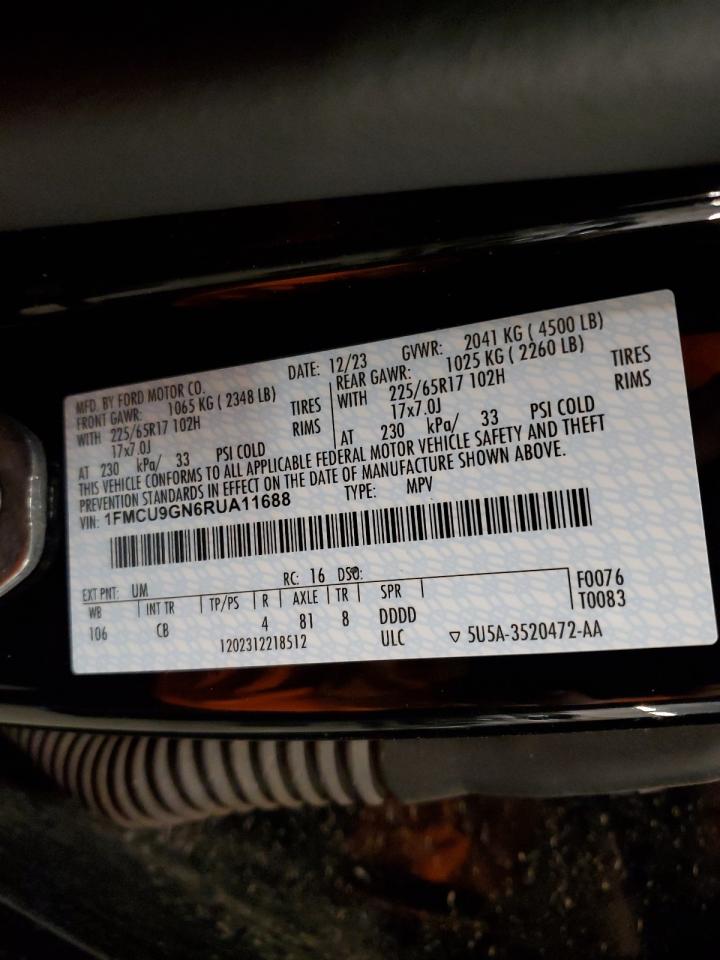 MFD. BY FORD MOTOR CO.
DATE: 12/23
GVWR: 2041 KG ( 4500 LB)
FRONT GAWR: 1065 KG ( 2348 LB)
WITH 225/65R17 102H TIRES
17x7.0J RIMS
AT 230 kPa/ 33 PSI COLD
REAR GAWR: 1025 KG ( 2260 LB)
WITH 225/65R17 102H TIRES
17x7.0J RIMS
AT 230 kPa/ 33 PSI COLD
THIS VEHICLE CONFORMS TO ALL APPLICABLE FEDERAL MOTOR VEHICLE SAFETY AND THEFT
PREVENTION STANDARDS IN EFFECT ON THE DATE OF MANUFACTURE SHOWN ABOVE.
VIN: 1FMCU9GN6RUA11688 TYPE: MPV
EXT PNT: UM RC: 16 DSO:
WB INT TR TP/PS R AXLE TR SPR
106 CB 4 81 8 DDDD
1202312218512 ULC
F0076
T0083
▽ 5U5A-3520472-AA